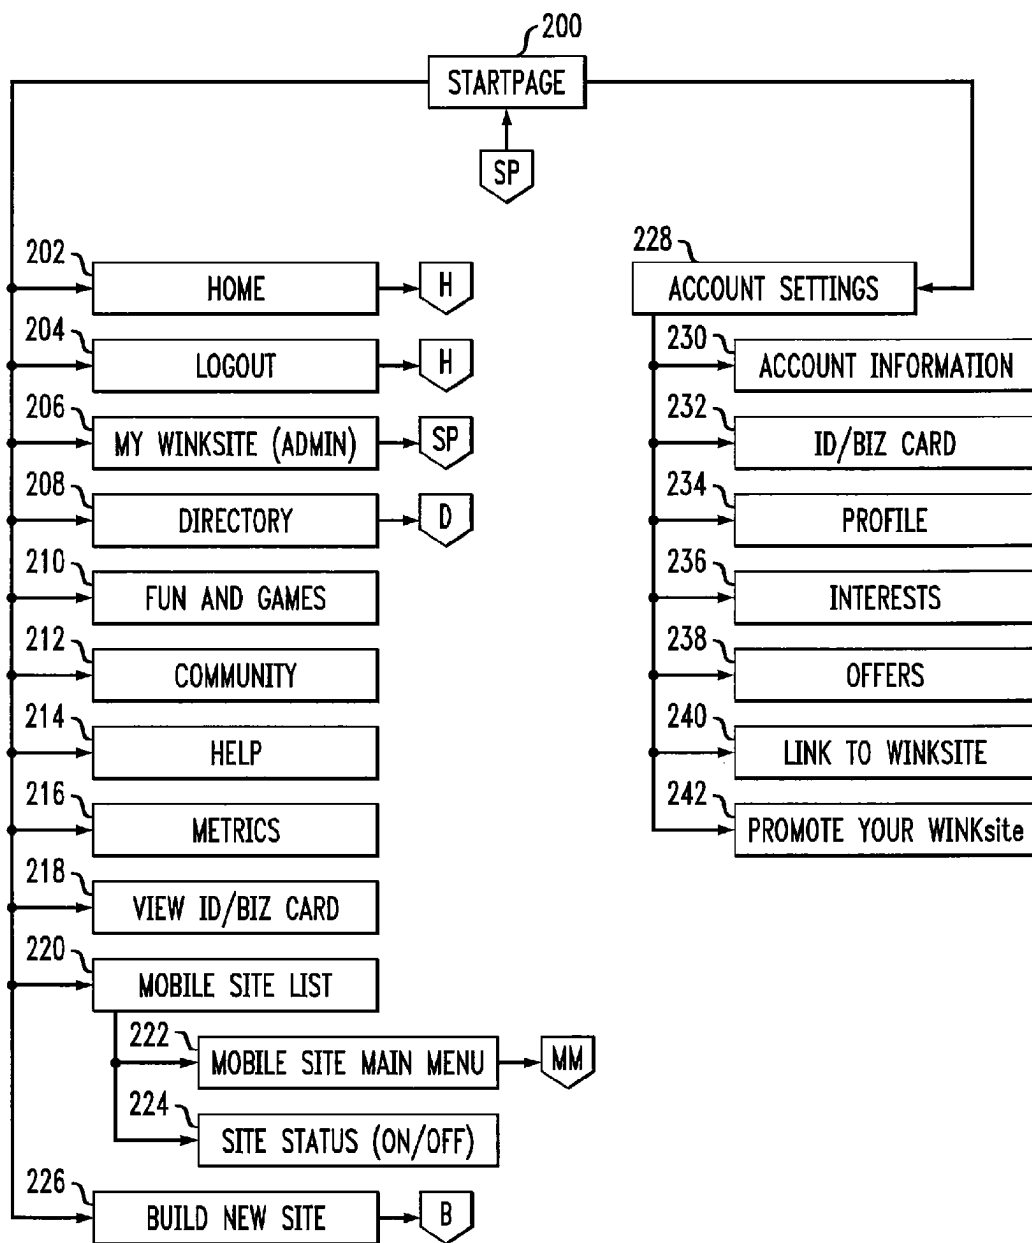 200
STARTPAGE
SP
202
HOME
H
204
LOGOUT
H
206
MY WINKSITE (ADMIN)
SP
208
DIRECTORY
D
210
FUN AND GAMES
212
COMMUNITY
214
HELP
216
METRICS
218
VIEW ID/BIZ CARD
220
MOBILE SITE LIST
222
MOBILE SITE MAIN MENU
MM
224
SITE STATUS (ON/OFF)
226
BUILD NEW SITE
B
228
ACCOUNT SETTINGS
230
ACCOUNT INFORMATION
232
ID/BIZ CARD
234
PROFILE
236
INTERESTS
238
OFFERS
240
LINK TO WINKSITE
242
PROMOTE YOUR WINKsite